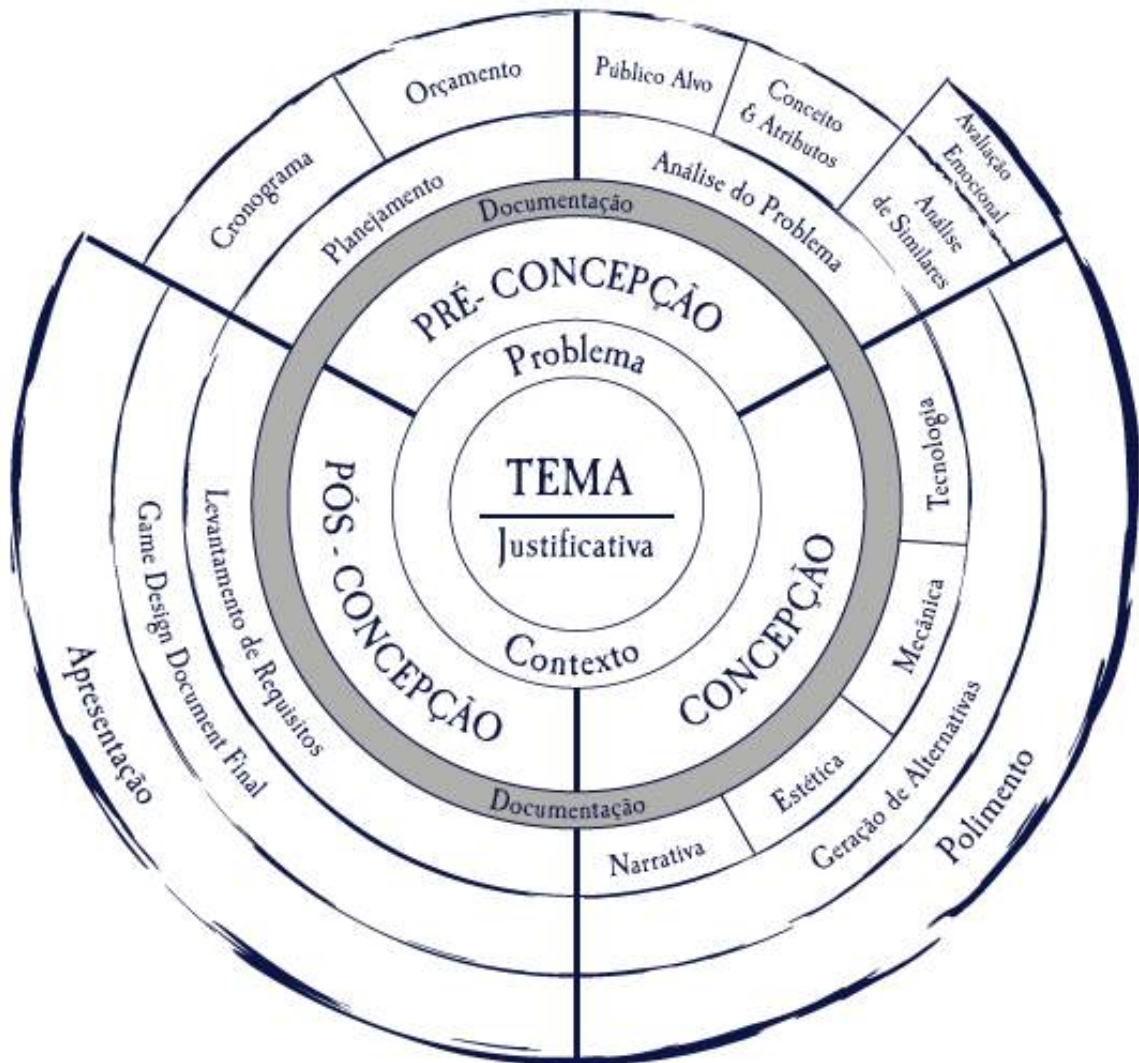 Orçamento
Público Alvo
Conceito
& Atributos
Avaliação
Emocional
Análise
de Similares
Cronograma
Planejamento
Análise do Problema
Documentação
PRÉ- CONCEPÇÃO
Problema
TEMA
Justificativa
Contexto
Tecnologia
Mecânica
Estética
Narrativa
CONCEPÇÃO
Geração de Alternativas
Polimento
PÓS - CONCEPÇÃO
Documentação
Levantamento de Requisitos
Game Design Document Final
Apresentação